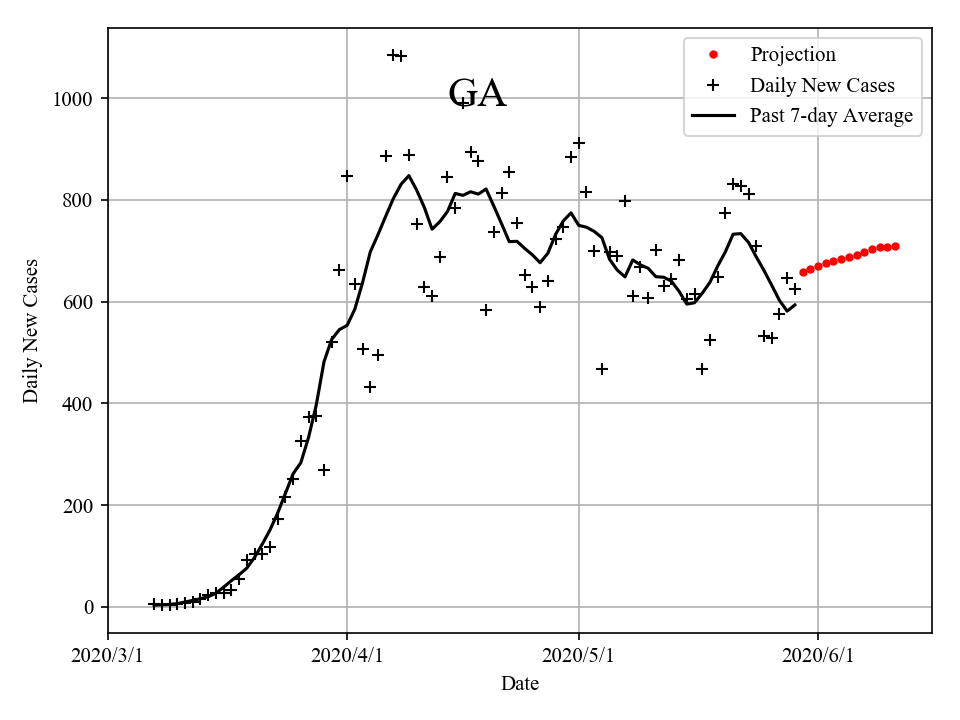 GA
Projection
Daily New Cases
Past 7-day Average
1000
800
600
400
200
0
Daily New Cases
2020/3/1
2020/4/1
2020/5/1
2020/6/1
Date